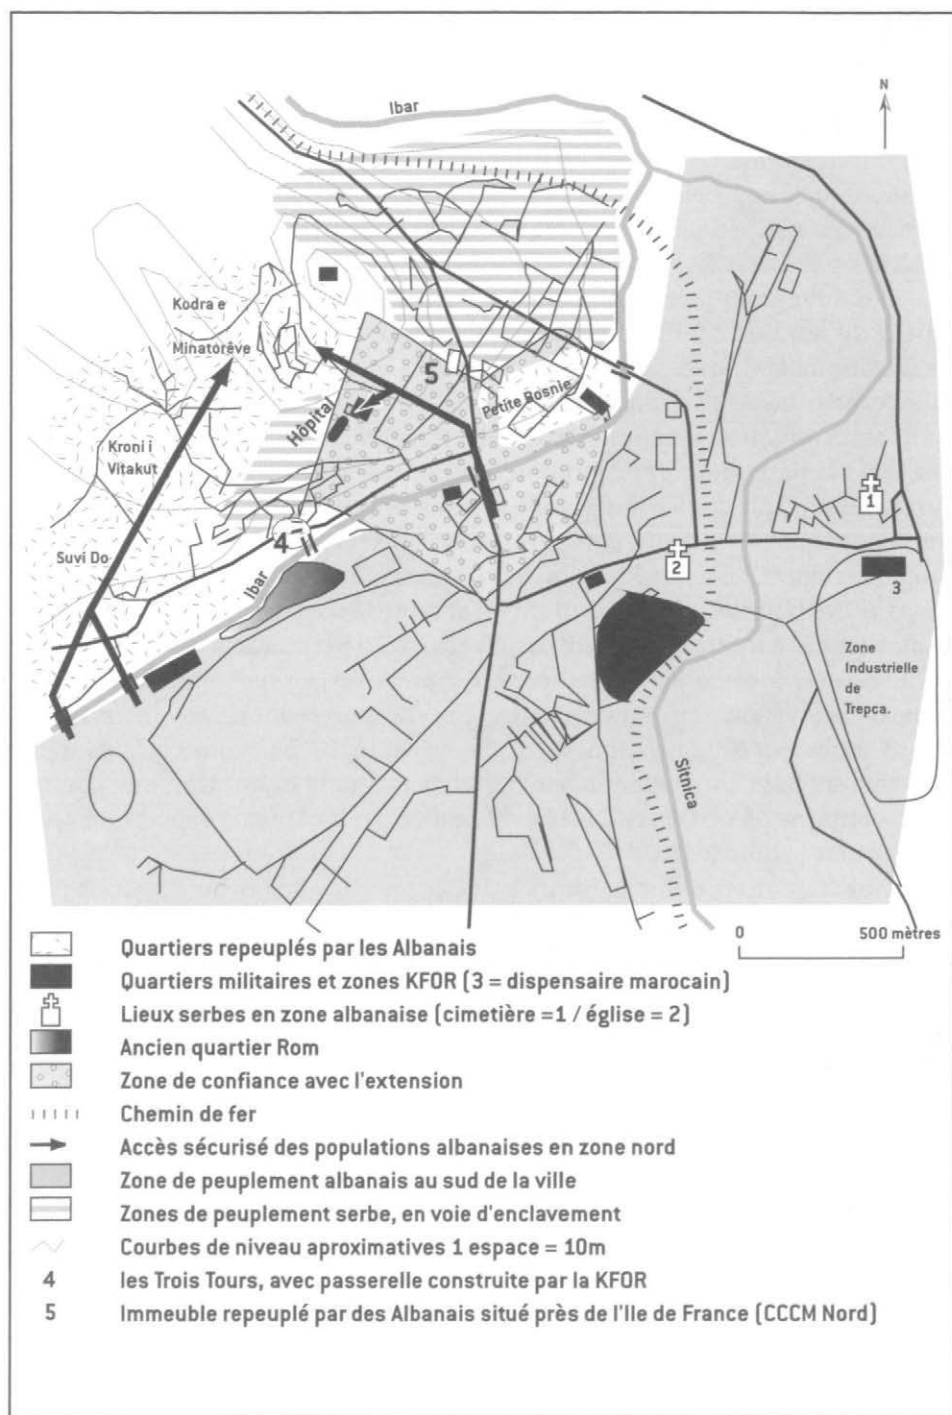 N
Ibar
Kodra e
Minatorëve
5
Petite Bosnie
Hôpital
Kroni i
Vitakut
1
Suvi Do
4
2
Ibar
3
Zone
Industrielle
de
Trepca.
Sitnica
0 500 mètres
Quartiers repeuplés par les Albanais
Quartiers militaires et zones KFOR (3 = dispensaire marocain)
Lieux serbes en zone albanaise (cimetière =1 / église = 2)
Ancien quartier Rom
Zone de confiance avec l'extension
Chemin de fer
Accès sécurisé des populations albanaises en zone nord
Zone de peuplement albanais au sud de la ville
Zones de peuplement serbe, en voie d'enclavement
Courbes de niveau aproximatives 1 espace = 10m
4 les Trois Tours, avec passerelle construite par la KFOR
5 Immeuble repeuplé par des Albanais situé près de l'Ile de France (CCCM Nord)